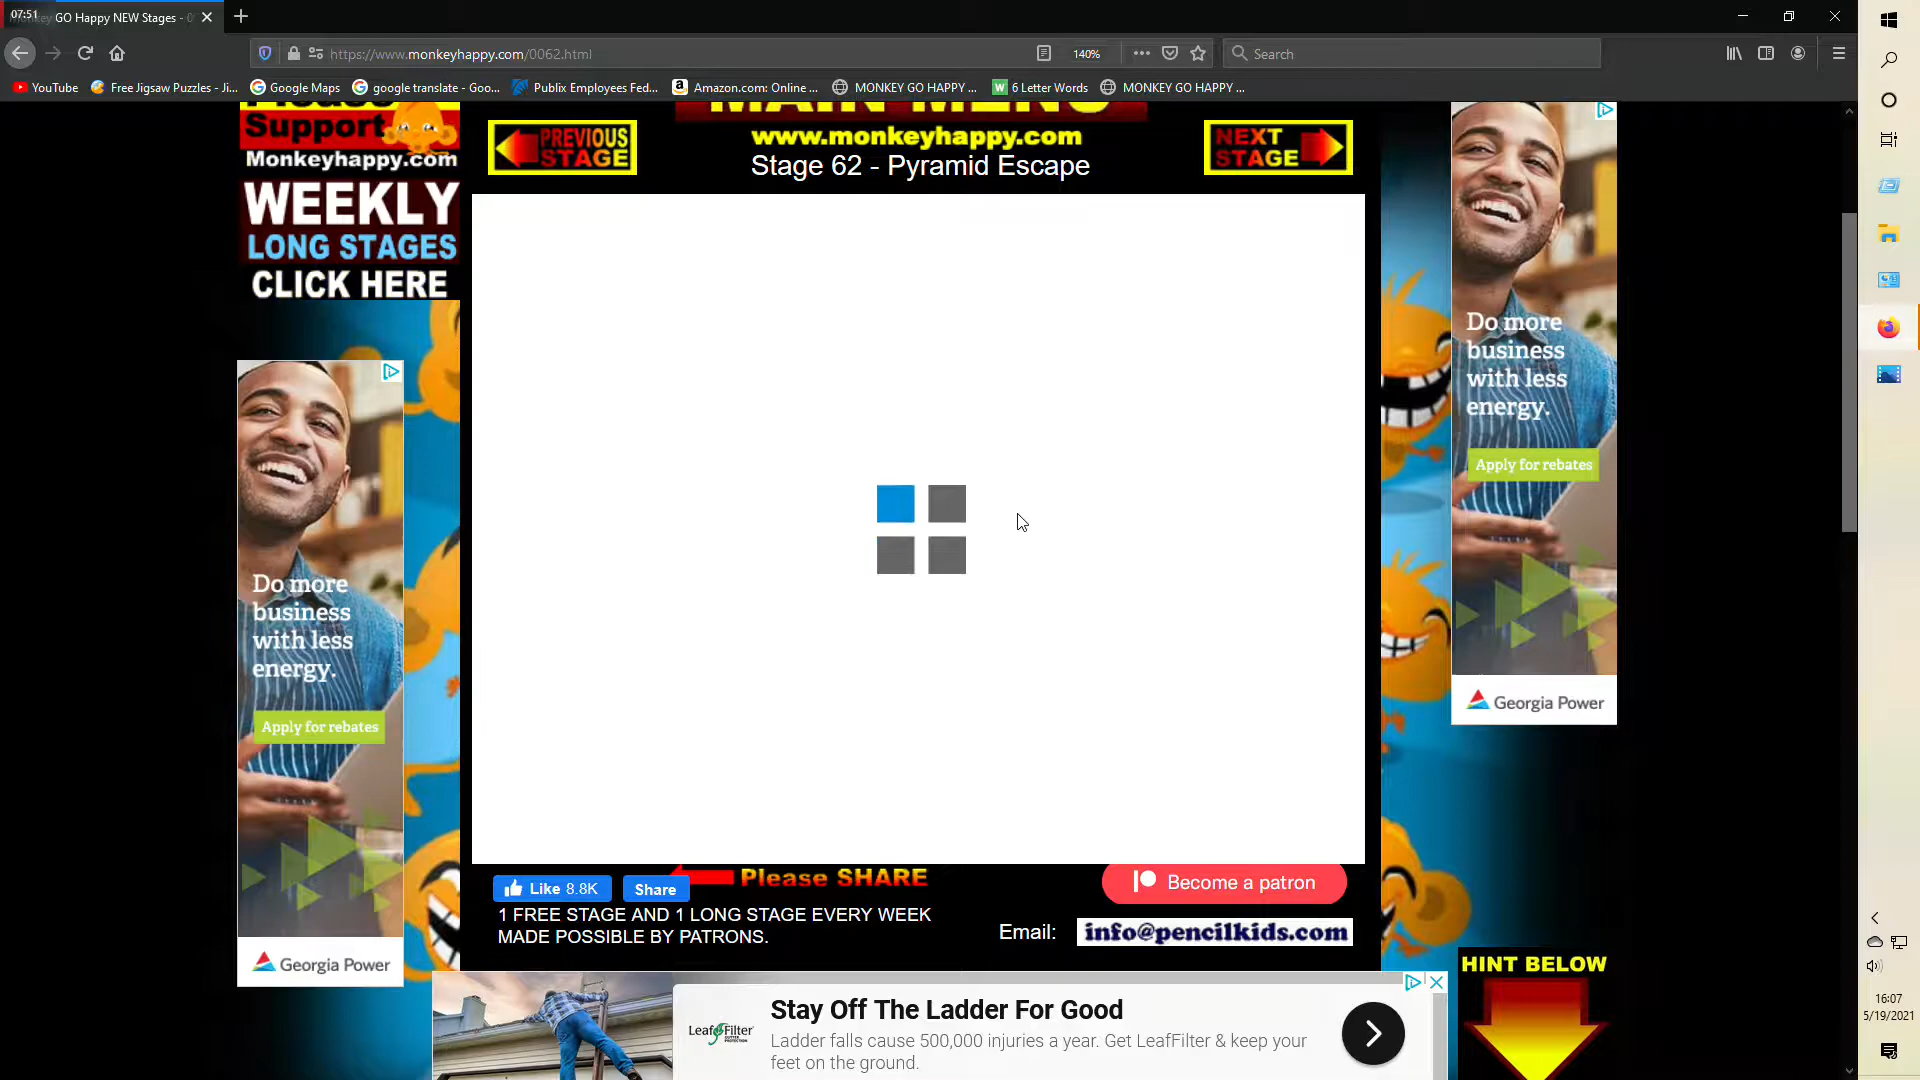 07:51
GO Happy NEW Stages - 0
https://www.monkeyhappy.com/0062.html
140%
Search
YouTube
Free Jigsaw Puzzles - Ji...
Google Maps
google translate - Goo...
Publix Employees Fed...
Amazon.com: Online ...
MONKEY GO HAPPY ...
6 Letter Words
MONKEY GO HAPPY ...
Please
Support
Monkeyhappy.com
WEEKLY
LONG STAGES
CLICK HERE
PREVIOUS
STAGE
MAIN MENU
www.monkeyhappy.com
Stage 62 - Pyramid Escape
NEXT
STAGE
Do more
business
with less
energy.
Apply for rebates
Georgia Power
Do more
business
with less
energy.
Apply for rebates
Georgia Power
Like 8.8K
Share
Please SHARE
Become a patron
1 FREE STAGE AND 1 LONG STAGE EVERY WEEK
MADE POSSIBLE BY PATRONS.
Email:
info@pencilkids.com
HINT BELOW
LeafFilter
GUTTER PROTECTION
Stay Off The Ladder For Good
Ladder falls cause 500,000 injuries a year. Get LeafFilter & keep your
feet on the ground.
16:07
5/19/2021